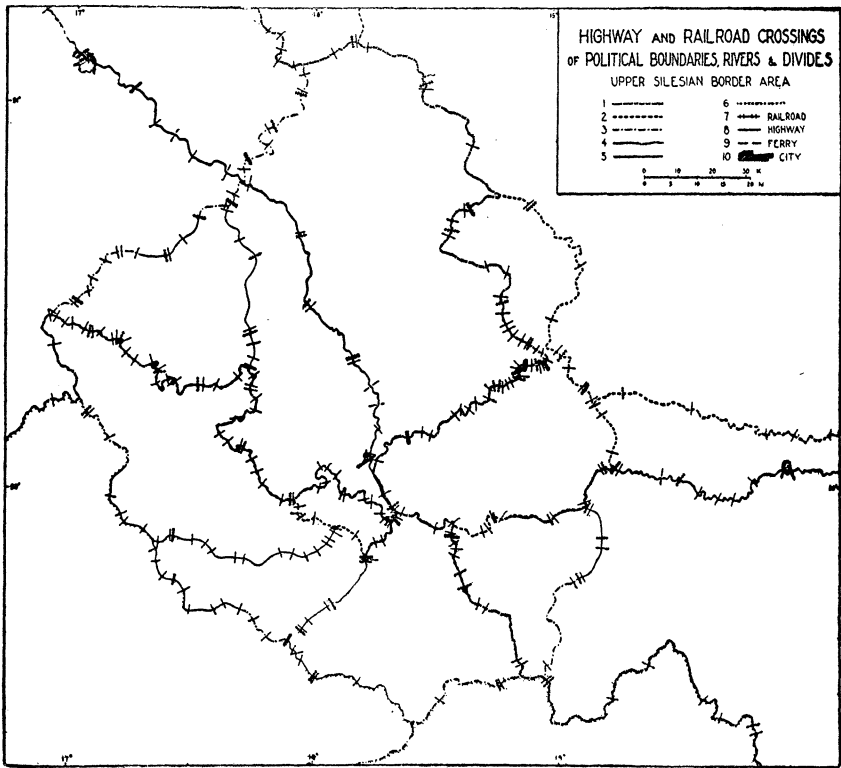 17°
18°
HIGHWAY AND RAILROAD CROSSINGS
OF POLITICAL BOUNDARIES, RIVERS & DIVIDES
UPPER SILESIAN BORDER AREA
1
2
3
4
5
6
7 RAILROAD
8 HIGHWAY
9 FERRY
10 CITY
0 10 20 30 K
0 5 10 15 20 M
17°
19°